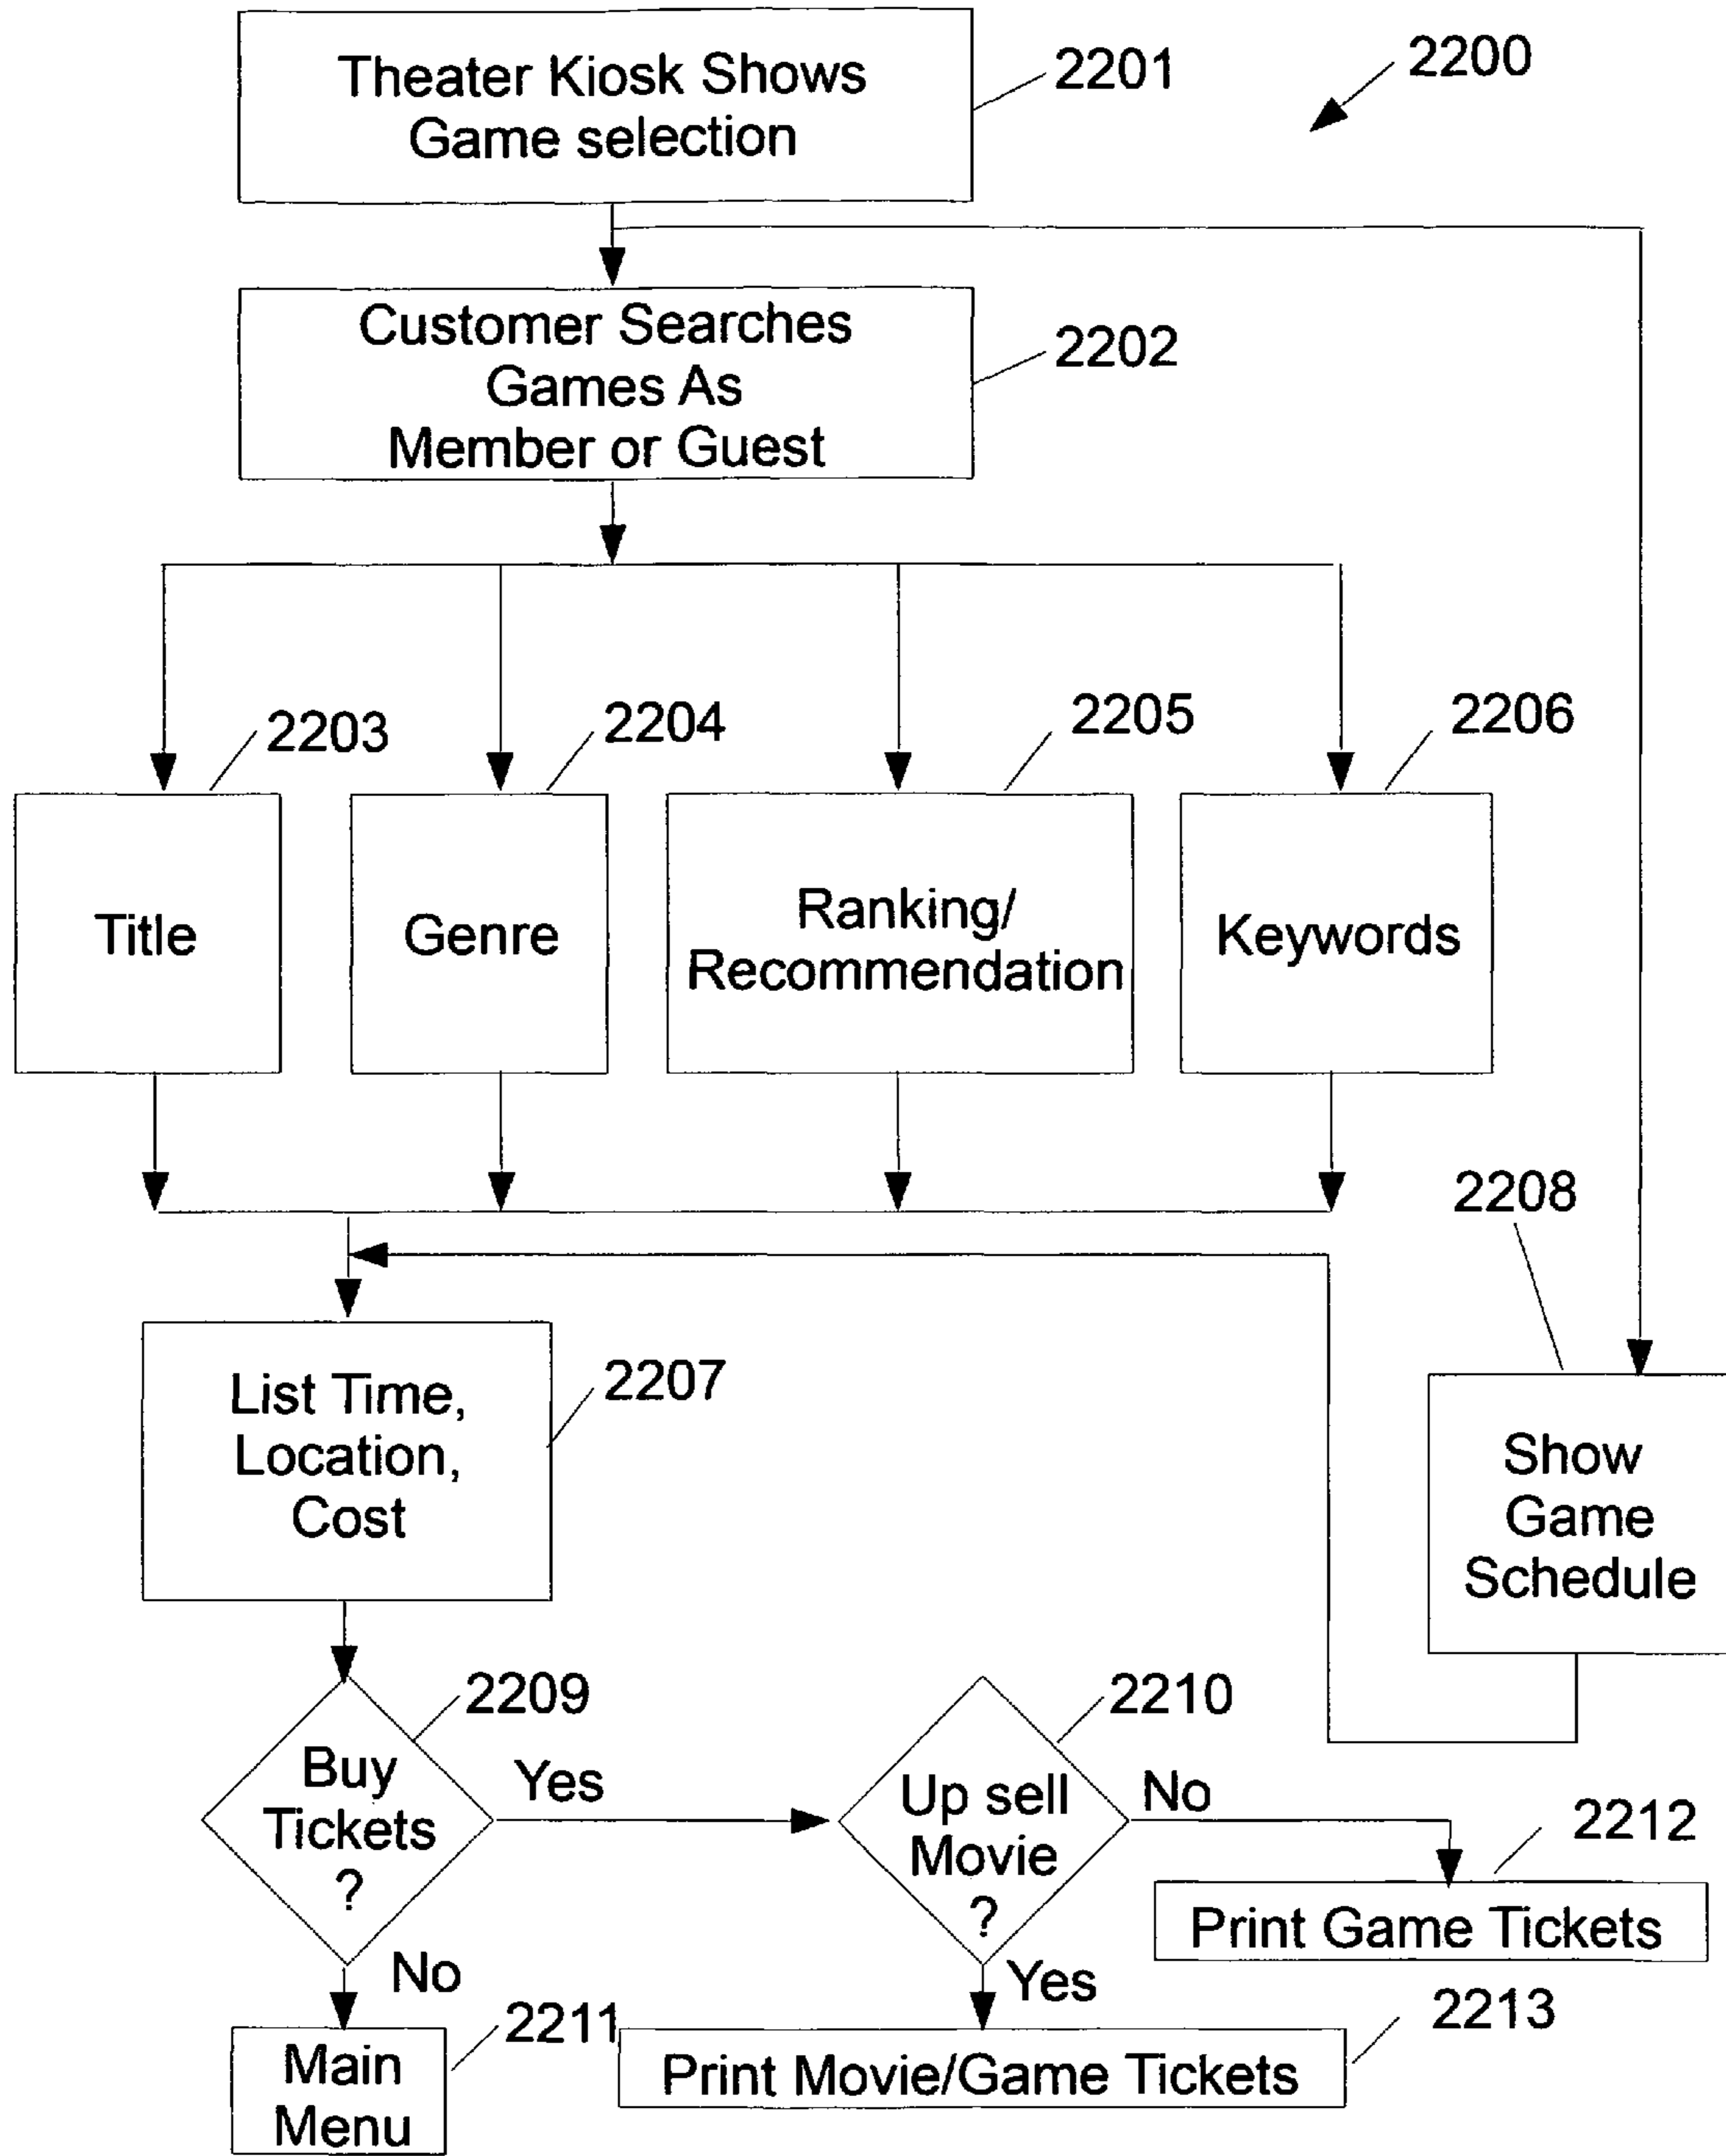 Theater Kiosk Shows
Game selection
2201
2200
Customer Searches
Games As
Member or Guest
2202
2203
2204
2205
2206
Title
Genre
Ranking/
Recommendation
Keywords
2208
List Time,
Location,
Cost
2207
Show
Game
Schedule
2209
2210
Buy
Tickets
?
Yes
Up sell
Movie
?
No
2212
Print Game Tickets
No
Yes
2211
2213
Main
Menu
Print Movie/Game Tickets